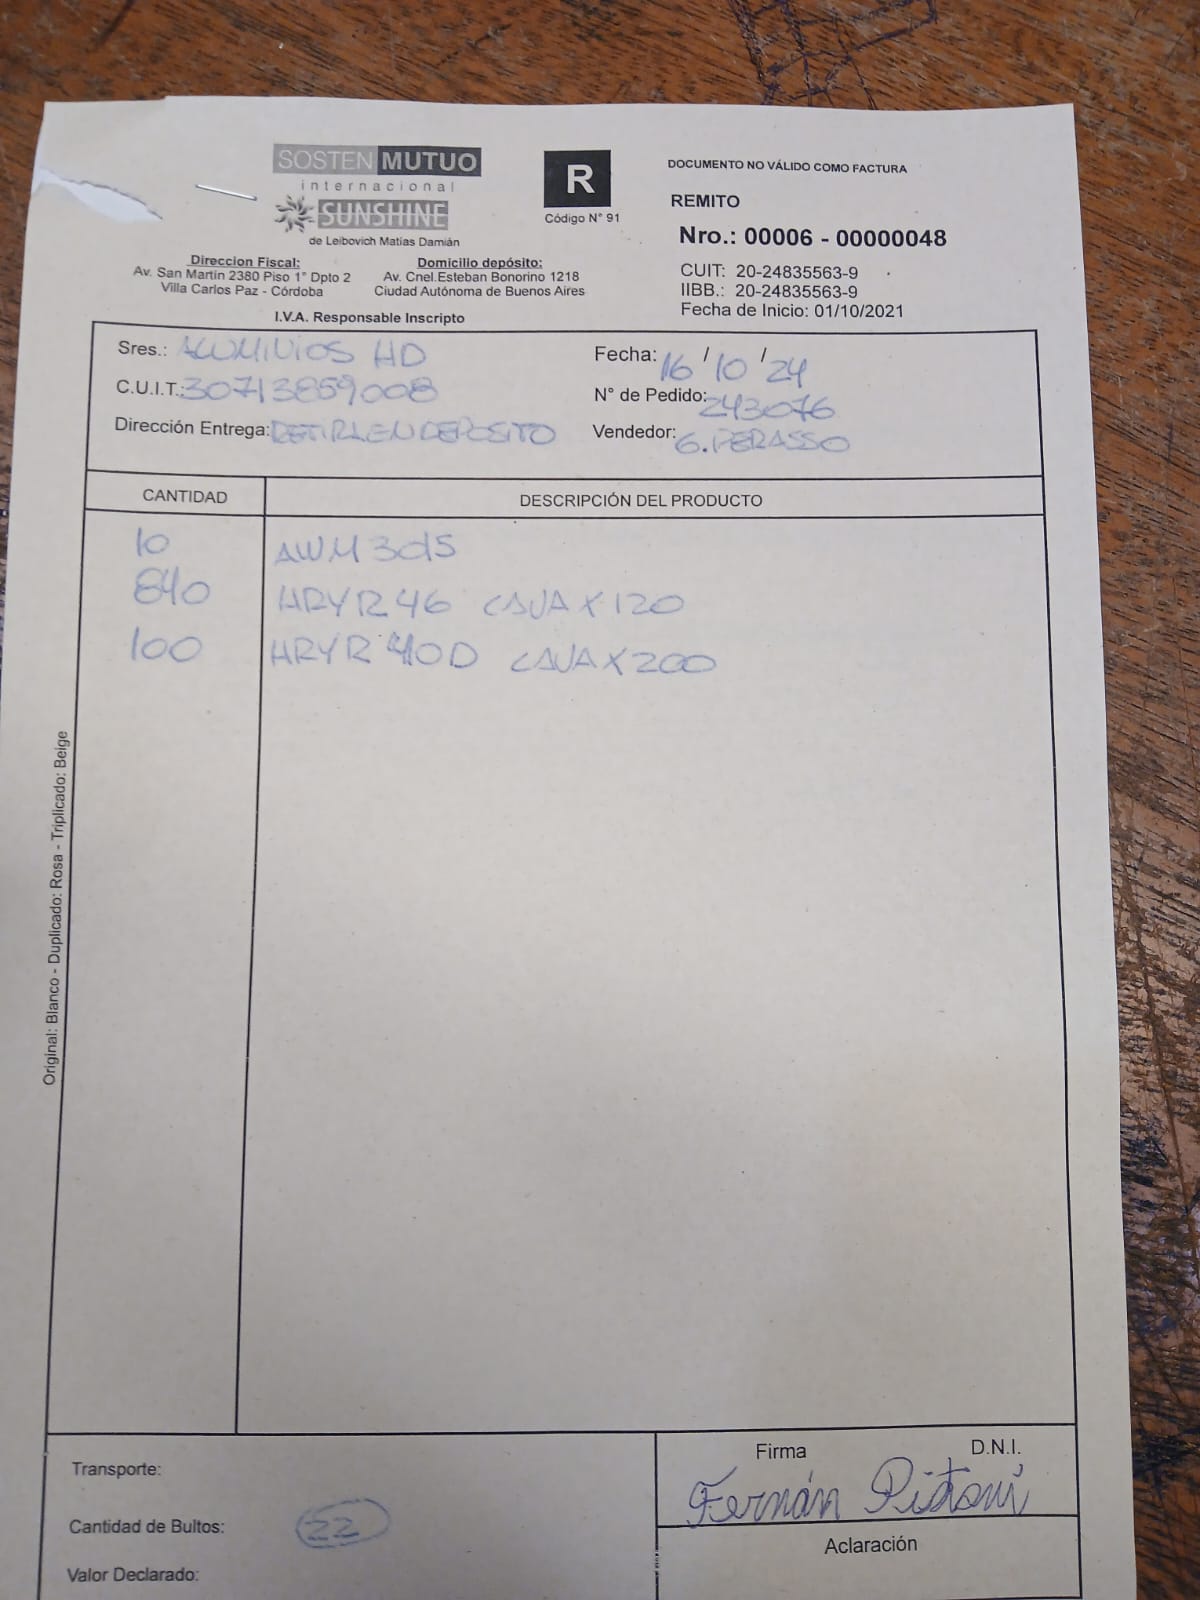 SOSTEN MUTUO
internacional
SUNSHINE
de Leibovich Matías Damián
Direccion Fiscal:
Av. San Martín 2380 Piso 1° Dpto 2
Villa Carlos Paz - Córdoba
Domicilio depósito:
Av. Cnel.Esteban Bonorino 1218
Ciudad Autónoma de Buenos Aires
I.V.A. Responsable Inscripto
R
Código N° 91
DOCUMENTO NO VÁLIDO COMO FACTURA
REMITO
Nro.: 00006 - 00000048
CUIT: 20-24835563-9
IIBB.: 20-24835563-9
Fecha de Inicio: 01/10/2021
Sres.: ALUMINIOS HD
C.U.I.T.: 30713859008
Dirección Entrega: RETIRA EN DEPOSITO
Fecha: 16 / 10 / 24
N° de Pedido: 243076
Vendedor: G. PERASSO
CANTIDAD DESCRIPCIÓN DEL PRODUCTO
10 AWM 3015
840 HRYR 46 CAJA X 120
100 HRYR 40D CAJA X 200
Original: Blanco - Duplicado: Rosa - Triplicado: Beige
Transporte:
Cantidad de Bultos: 22
Valor Declarado:
Firma D.N.I.
Fernán
Aclaración